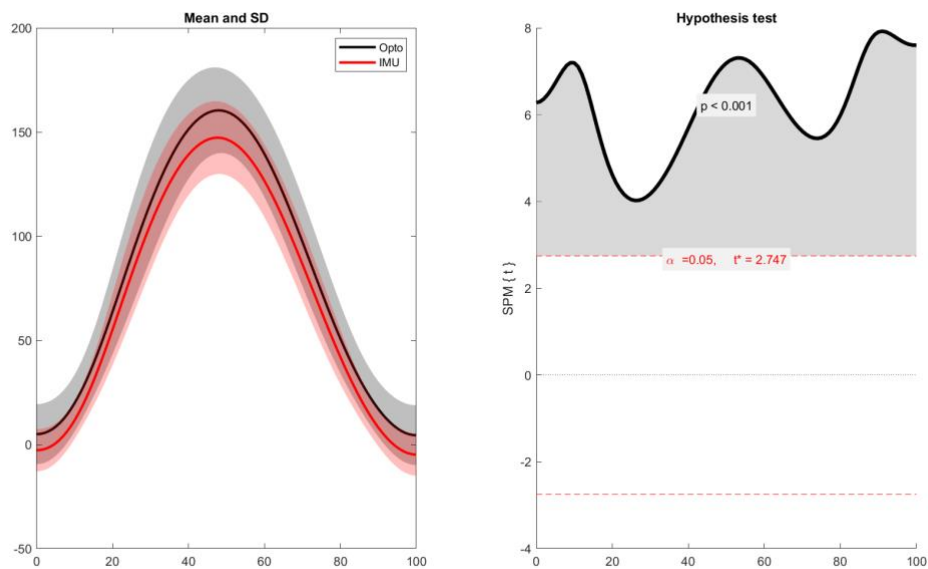 Mean and SD
200
150
100
50
0
-50
0 20 40 60 80 100
Opto
IMU
Hypothesis test
8
6
4
2
0
-2
-4
SPM { t }
p < 0.001
α =0.05, t* = 2.747
0 20 40 60 80 100